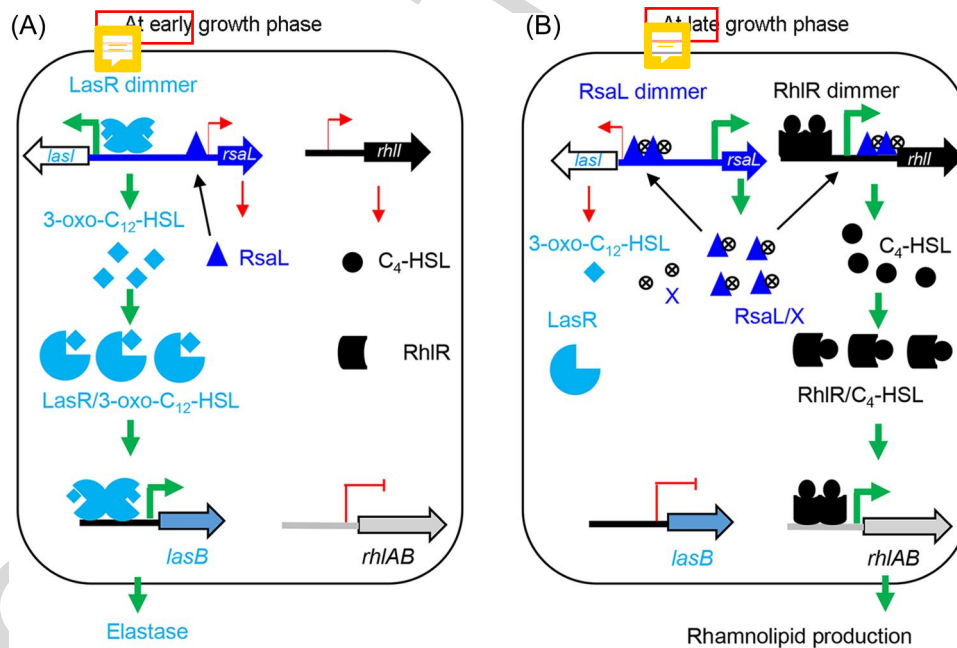 (A) At early growth phase
LasR dimmer
lasI
rsaL
rhlI
3-oxo-C12-HSL
RsaL
C4-HSL
RhlR
LasR/3-oxo-C12-HSL
lasB
rhlAB
Elastase
(B) At late growth phase
RsaL dimmer
RhlR dimmer
lasI
rsaL
rhlI
3-oxo-C12-HSL
C4-HSL
X
RsaL/X
LasR
RhlR/C4-HSL
lasB
rhlAB
Rhamnolipid production